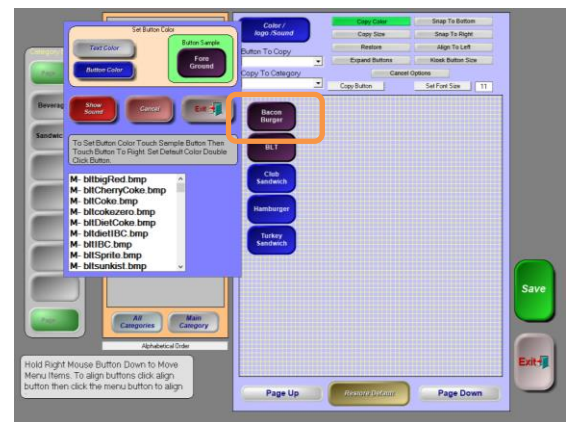 Set Button Color
Text Color
Button Color
Button Sample
Fore
Ground
Show
Sound
Cancel
Exit
To Set Button Color Touch Sample Button Then
Touch Button To Right. Set Default Color Double
Click Button.
M- bltbigRed.bmp
M- bltCherryCoke.bmp
M- bltCoke.bmp
M- bltcokezero.bmp
M- bltDietCoke.bmp
M- bltdietIBC.bmp
M- bltIBC.bmp
M- bltSprite.bmp
M- bltsunkist.bmp
Category
Page
Beverag
Sandwic
Page
All
Categories
Main
Category
Alphabetical Order
Hold Right Mouse Button Down to Move
Menu Items. To align buttons click align
button then click the menu button to align
Color /
logo /Sound
Button To Copy
Copy To Category
Copy Color
Snap To Bottom
Copy Size
Snap To Right
Restore
Align To Left
Expand Buttons
Kiosk Button Size
Cancel Options
Copy Button
Set Font Size
11
Bacon
Burger
BLT
Club
Sandwich
Hamburger
Turkey
Sandwich
Page Up
Restore Default
Page Down
Save
Exit